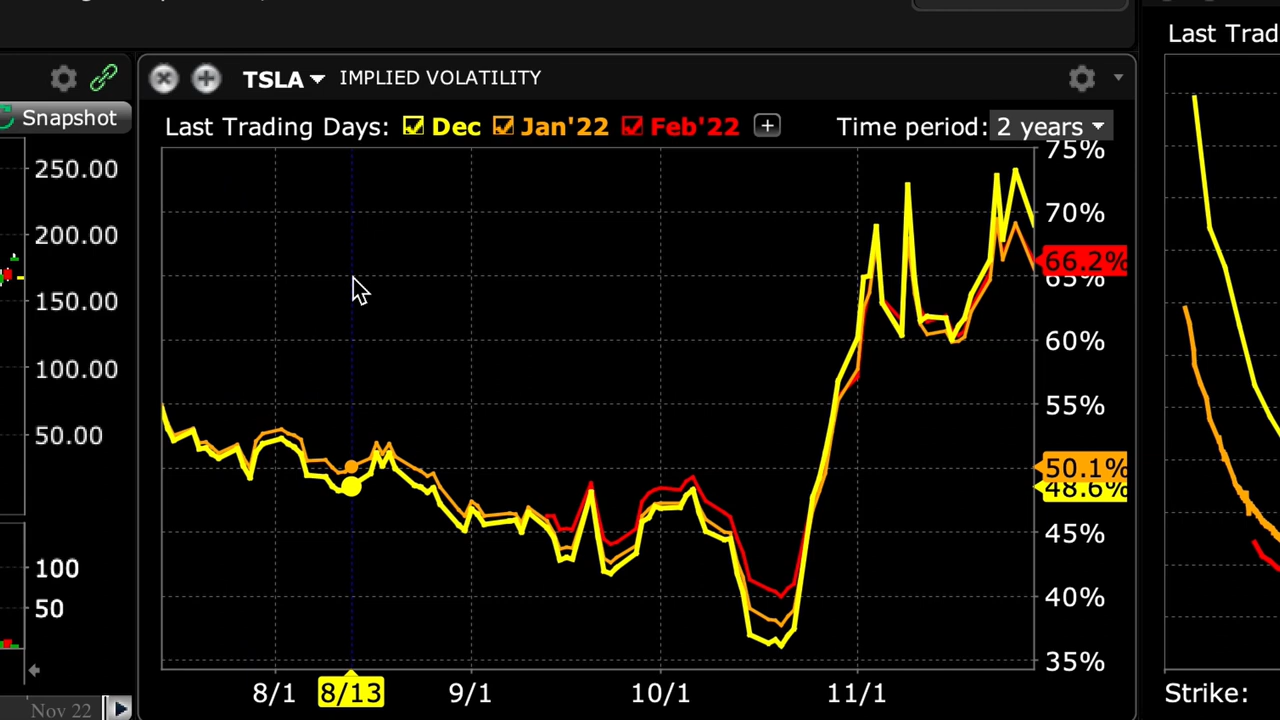 Last Trad
TSLA IMPLIED VOLATILITY
Snapshot
Last Trading Days: Dec Jan'22 Feb'22 + Time period: 2 years
250.00
200.00
150.00
100.00
50.00
100
50
Nov 22
75%
70%
66.2%
65%
60%
55%
50.1%
48.6%
45%
40%
35%
8/1 8/13 9/1 10/1 11/1
Strike: